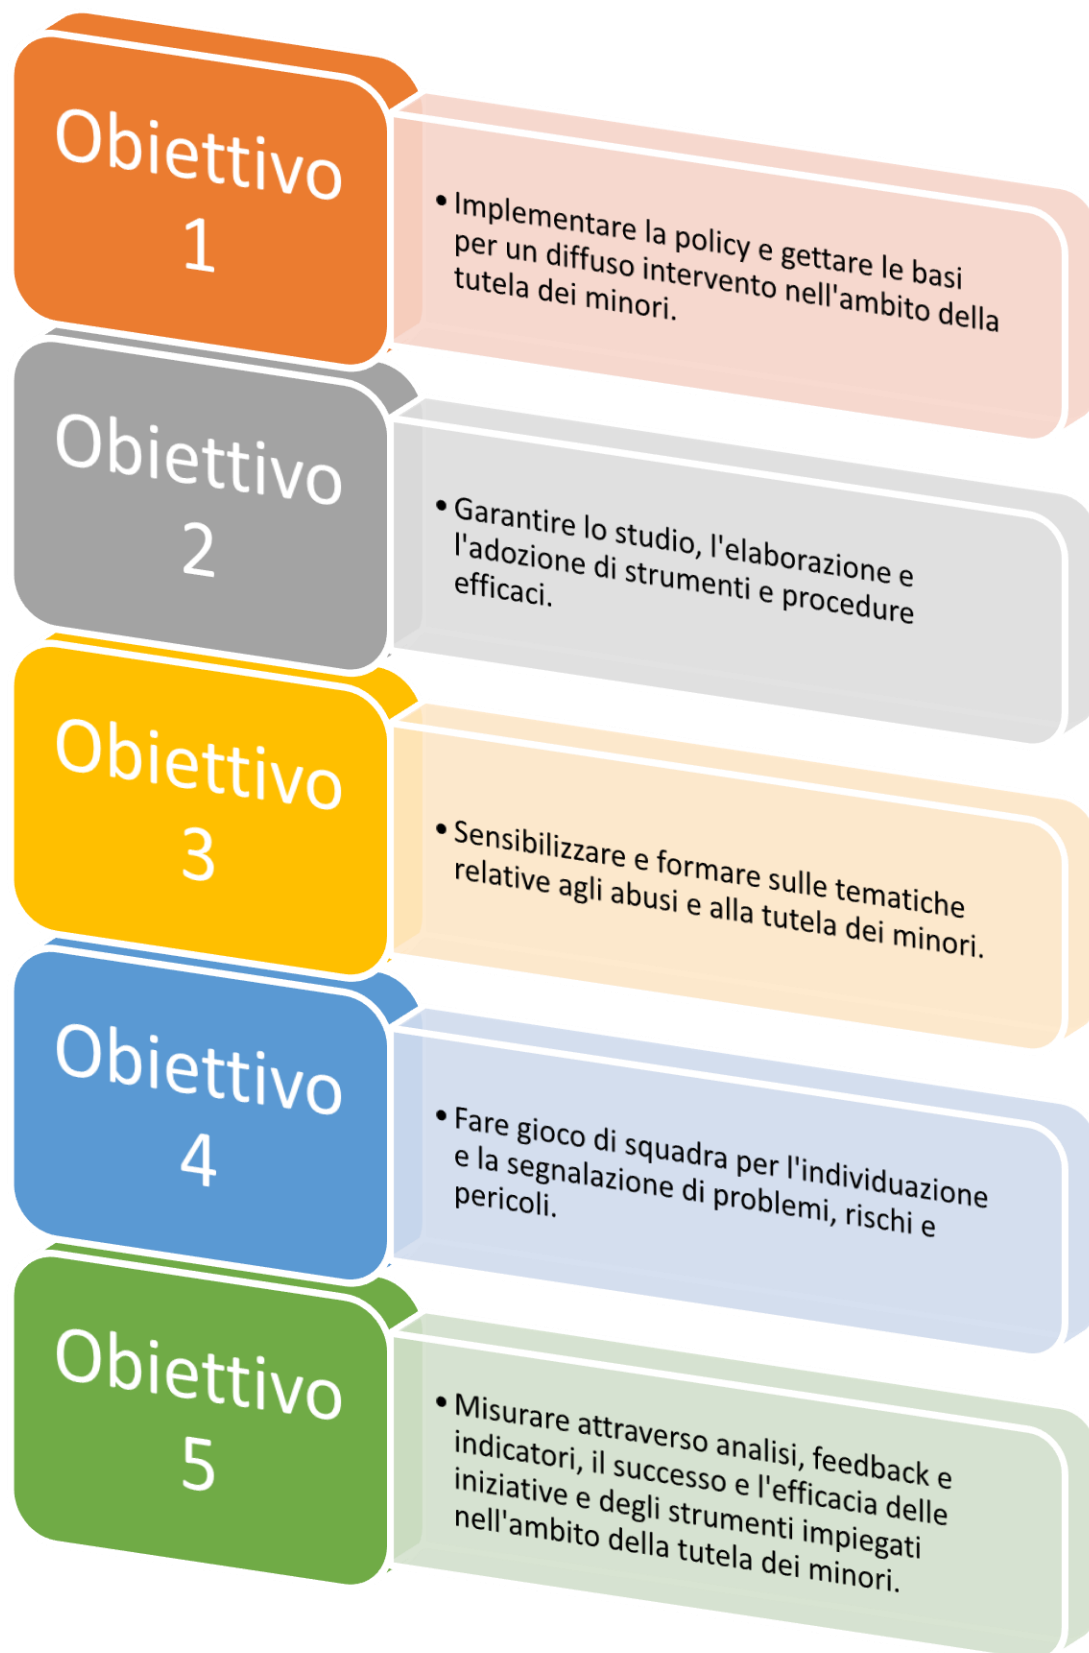 Obiettivo
1
• Implementare la policy e gettare le basi
per un diffuso intervento nell'ambito della
tutela dei minori.
Obiettivo
2
• Garantire lo studio, l'elaborazione e
l'adozione di strumenti e procedure
efficaci.
Obiettivo
3
• Sensibilizzare e formare sulle tematiche
relative agli abusi e alla tutela dei minori.
Obiettivo
4
• Fare gioco di squadra per l'individuazione
e la segnalazione di problemi, rischi e
pericoli.
Obiettivo
5
• Misurare attraverso analisi, feedback e
indicatori, il successo e l'efficacia delle
iniziative e degli strumenti impiegati
nell'ambito della tutela dei minori.